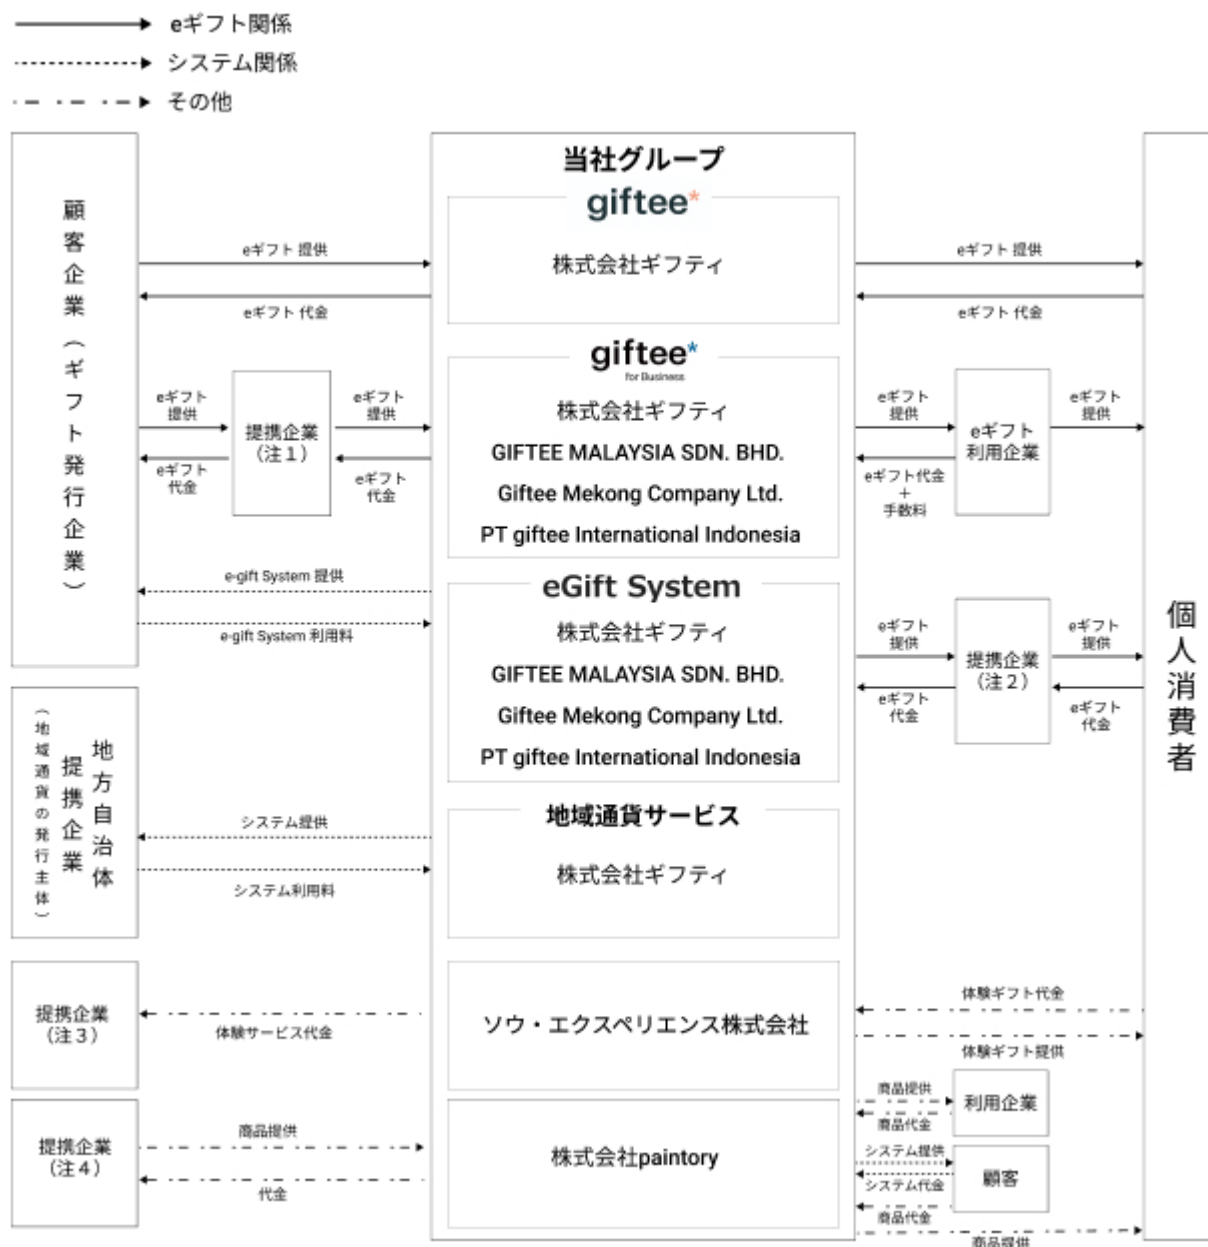 eギフト関係
システム関係
その他
顧客企業（ギフト発行企業）
地方自治体
提携企業
（地域通貨の発行主体）
提携企業
（注３）
提携企業
（注４）
eギフト 提供
eギフト 代金
eギフト
提供
eギフト
代金
提携企業
（注１）
eギフト
提供
eギフト
代金
e-gift System 提供
e-gift System 利用料
システム提供
システム利用料
体験サービス代金
商品提供
代金
当社グループ
giftee*
株式会社ギフティ
giftee*
for Business
株式会社ギフティ
GIFTEE MALAYSIA SDN. BHD.
Giftee Mekong Company Ltd.
PT giftee International Indonesia
eGift System
株式会社ギフティ
GIFTEE MALAYSIA SDN. BHD.
Giftee Mekong Company Ltd.
PT giftee International Indonesia
地域通貨サービス
株式会社ギフティ
ソウ・エクスペリエンス株式会社
株式会社paintory
eギフト 提供
eギフト 代金
eギフト
提供
eギフト代金
＋
手数料
eギフト
利用企業
eギフト
提供
eギフト
提供
eギフト
代金
提携企業
（注２）
eギフト
提供
eギフト
代金
体験ギフト代金
体験ギフト提供
商品提供
商品代金
利用企業
システム提供
システム代金
顧客
商品代金
商品提供
個人消費者